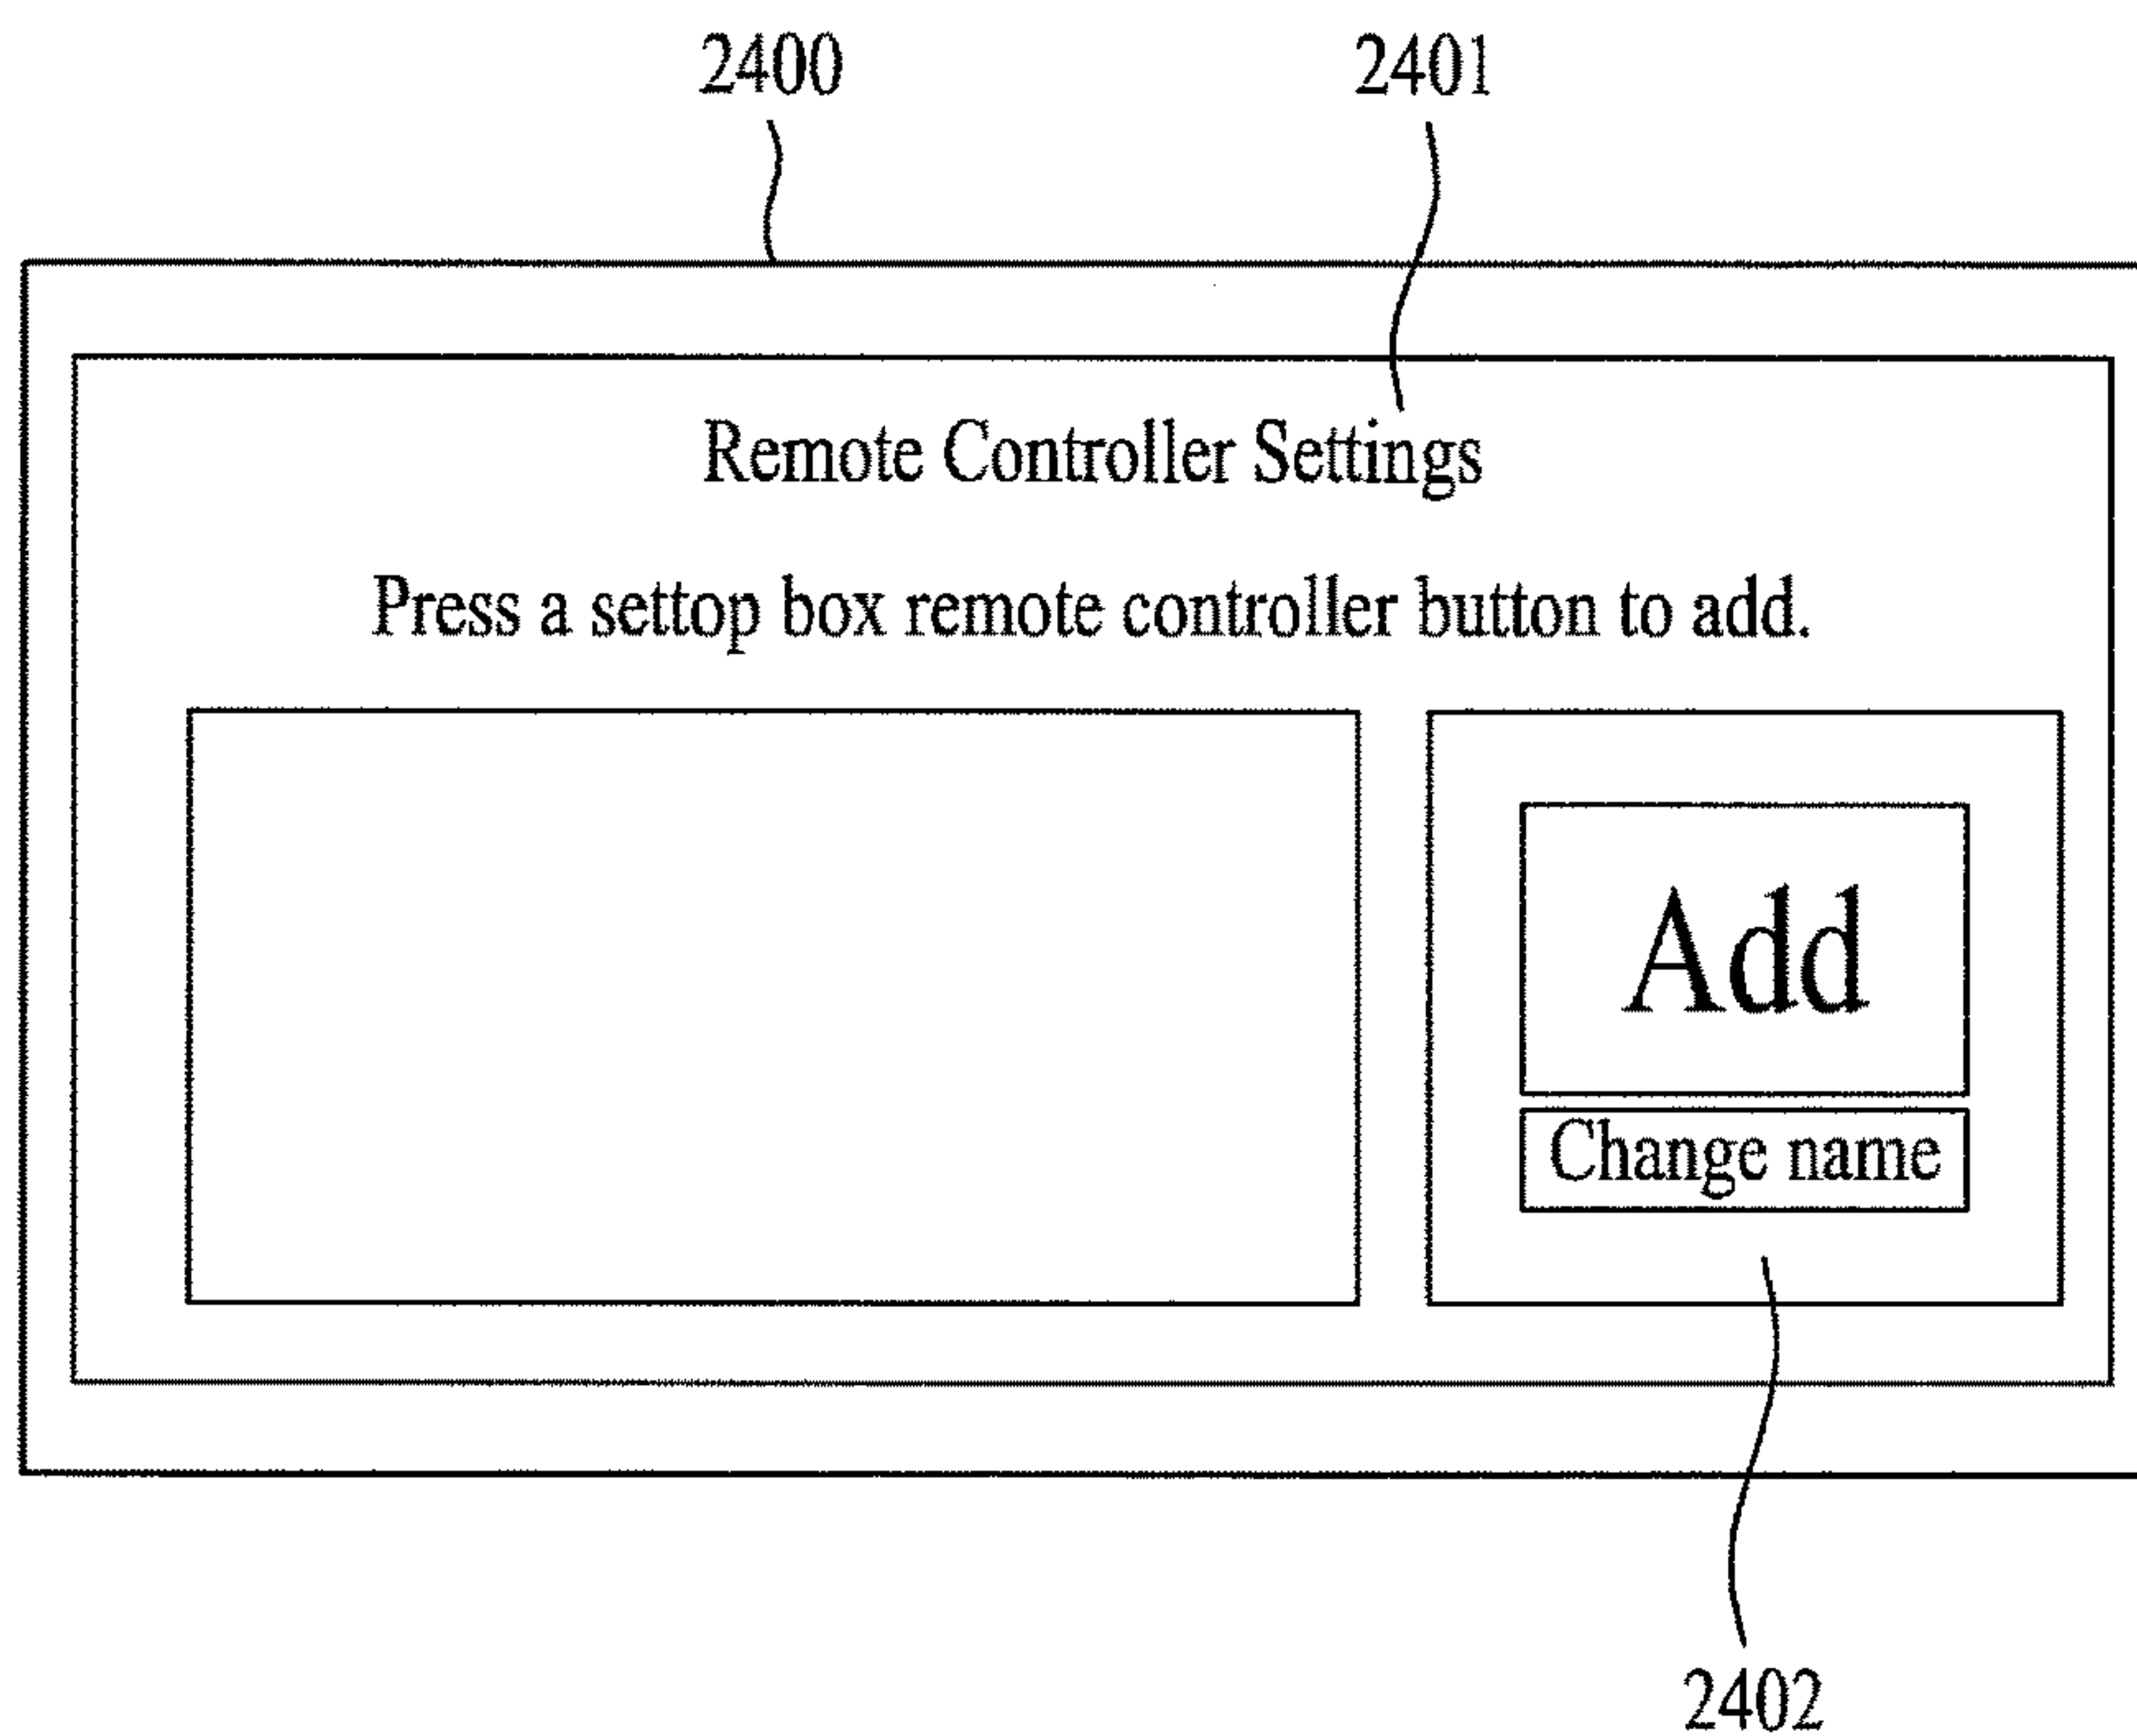 2400 2401
Remote Controller Settings
Press a settop box remote controller button to add.
Add
Change name
2402